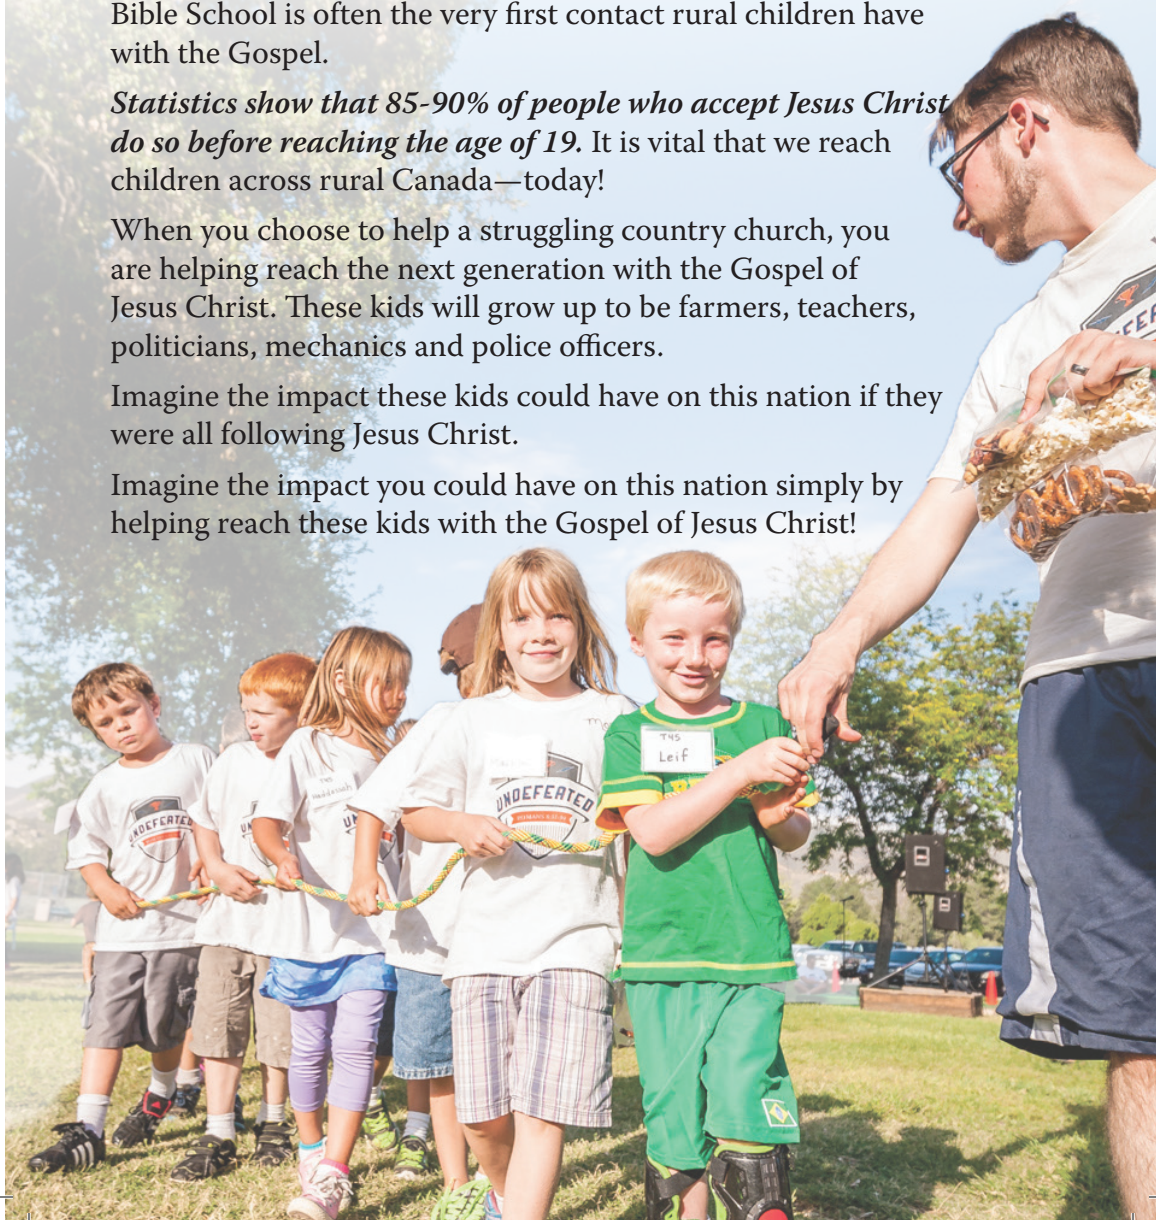 Bible School is often the very first contact rural children have
with the Gospel.
Statistics show that 85-90% of people who accept Jesus Christ
do so before reaching the age of 19. It is vital that we reach
children across rural Canada—today!
When you choose to help a struggling country church, you
are helping reach the next generation with the Gospel of
Jesus Christ. These kids will grow up to be farmers, teachers,
politicians, mechanics and police officers.
Imagine the impact these kids could have on this nation if they
were all following Jesus Christ.
Imagine the impact you could have on this nation simply by
helping reach these kids with the Gospel of Jesus Christ!
T45
Leif
UNDEFEATED
UNDEFEATED